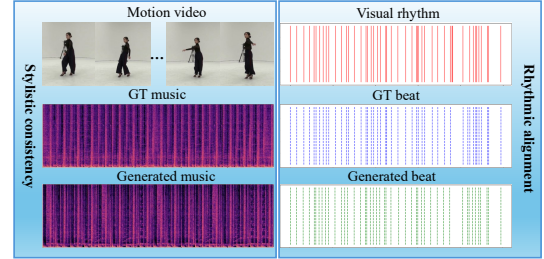 Motion video
...
GT music
Generated music
Stylistic consistency
Visual rhythm
GT beat
Generated beat
Rhythmic alignment